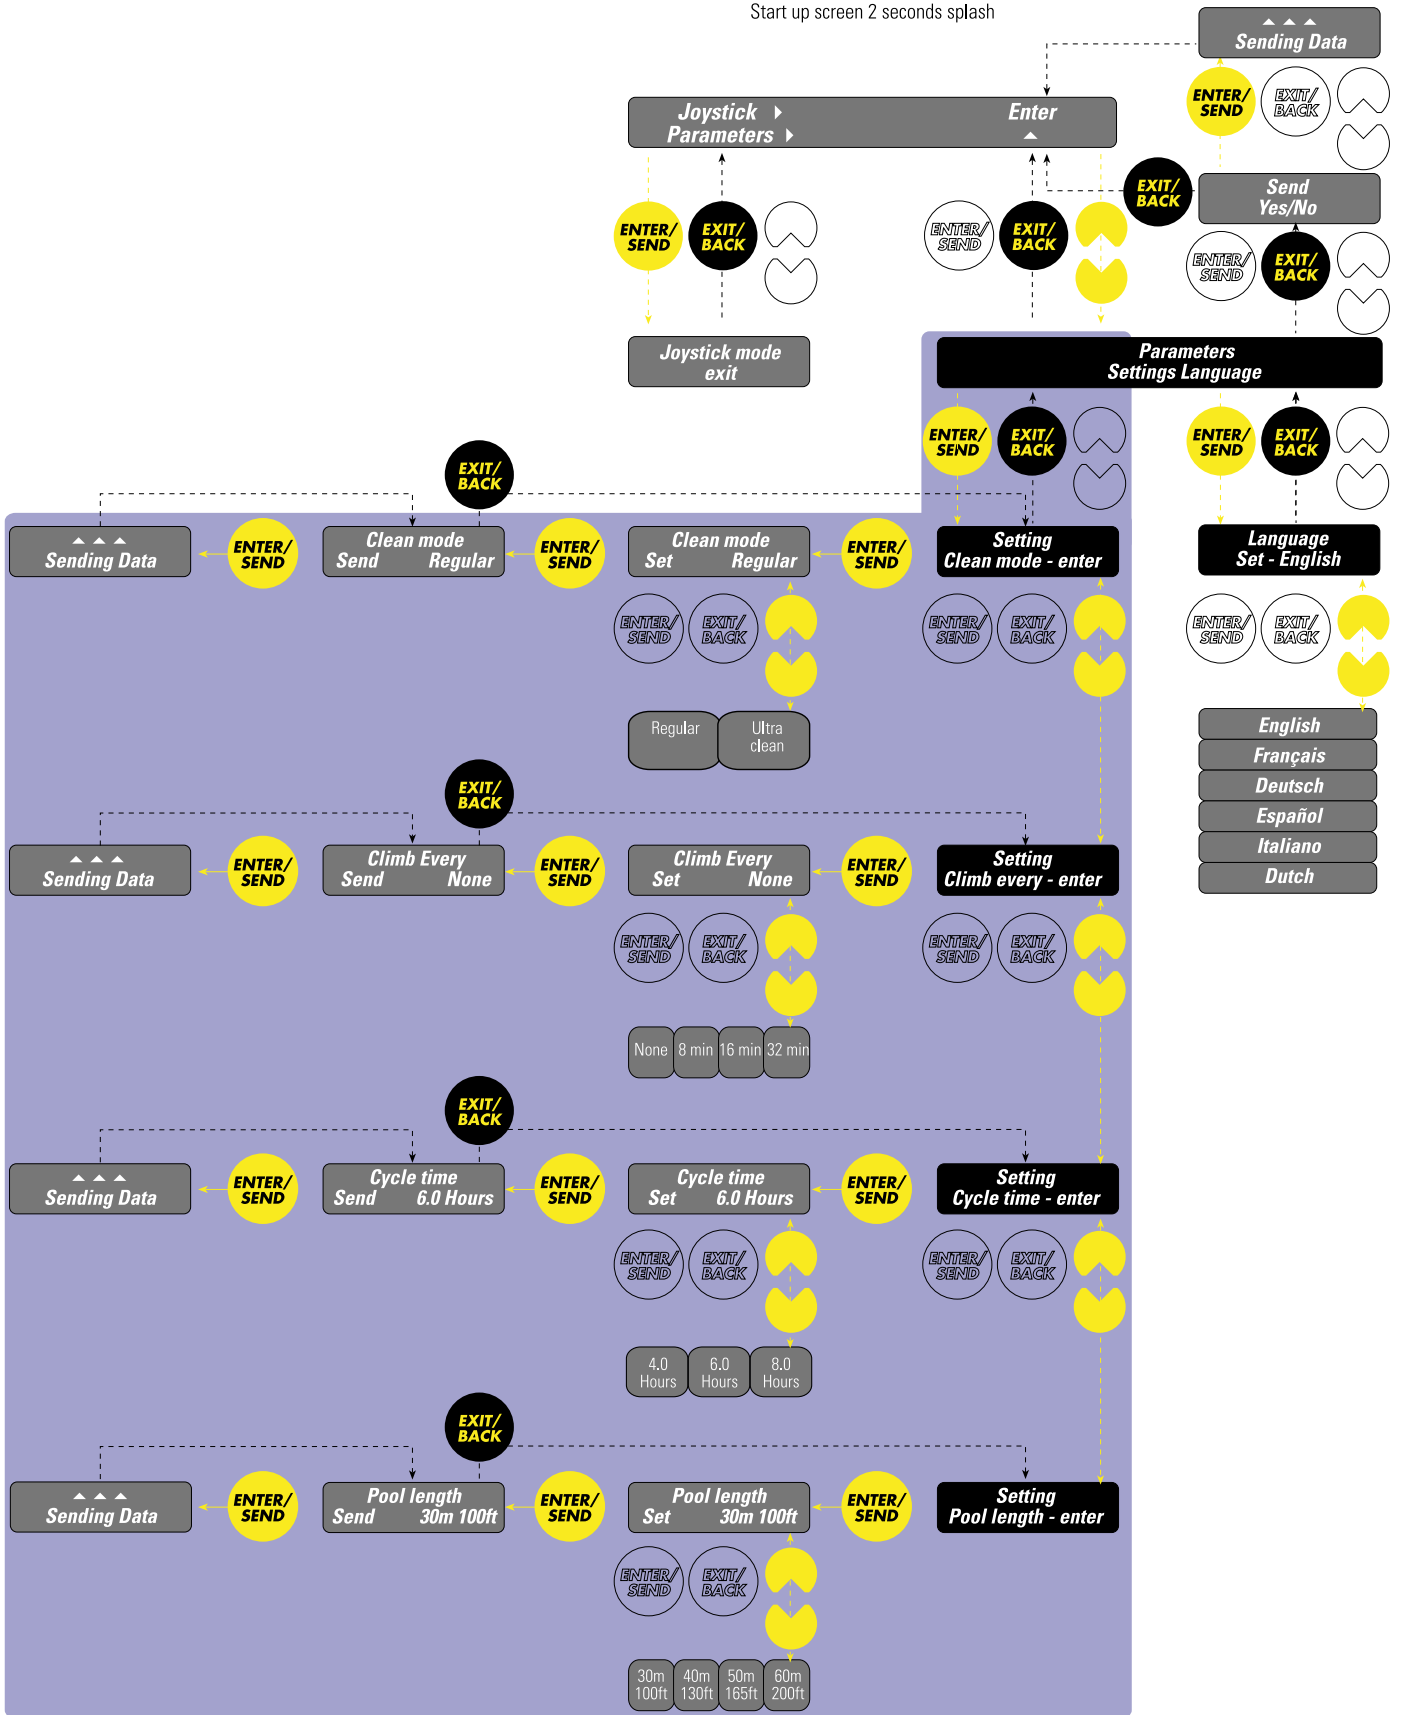 Start up screen 2 seconds splash
Sending Data
ENTER/
SEND
EXIT/
BACK
Joystick
Parameters
Enter
EXIT/
BACK
Send
Yes/No
ENTER/
SEND
EXIT/
BACK
ENTER/
SEND
EXIT/
BACK
ENTER/
SEND
EXIT/
BACK
Joystick mode
exit
Parameters
Settings Language
ENTER/
SEND
EXIT/
BACK
ENTER/
SEND
EXIT/
BACK
EXIT/
BACK
Sending Data
ENTER/
SEND
Clean mode
Send Regular
ENTER/
SEND
Clean mode
Set Regular
ENTER/
SEND
Setting
Clean mode - enter
Language
Set - English
ENTER/
SEND
EXIT/
BACK
ENTER/
SEND
EXIT/
BACK
ENTER/
SEND
EXIT/
BACK
Regular
Ultra
clean
English
Français
Deutsch
Español
Italiano
Dutch
EXIT/
BACK
Sending Data
ENTER/
SEND
Climb Every
Send None
ENTER/
SEND
Climb Every
Set None
ENTER/
SEND
Setting
Climb every - enter
ENTER/
SEND
EXIT/
BACK
ENTER/
SEND
EXIT/
BACK
None
8 min
16 min
32 min
EXIT/
BACK
Sending Data
ENTER/
SEND
Cycle time
Send 6.0 Hours
ENTER/
SEND
Cycle time
Set 6.0 Hours
ENTER/
SEND
Setting
Cycle time - enter
ENTER/
SEND
EXIT/
BACK
ENTER/
SEND
EXIT/
BACK
4.0
Hours
6.0
Hours
8.0
Hours
EXIT/
BACK
Sending Data
ENTER/
SEND
Pool length
Send 30m 100ft
ENTER/
SEND
Pool length
Set 30m 100ft
ENTER/
SEND
Setting
Pool length - enter
ENTER/
SEND
EXIT/
BACK
30m
100ft
40m
130ft
50m
165ft
60m
200ft